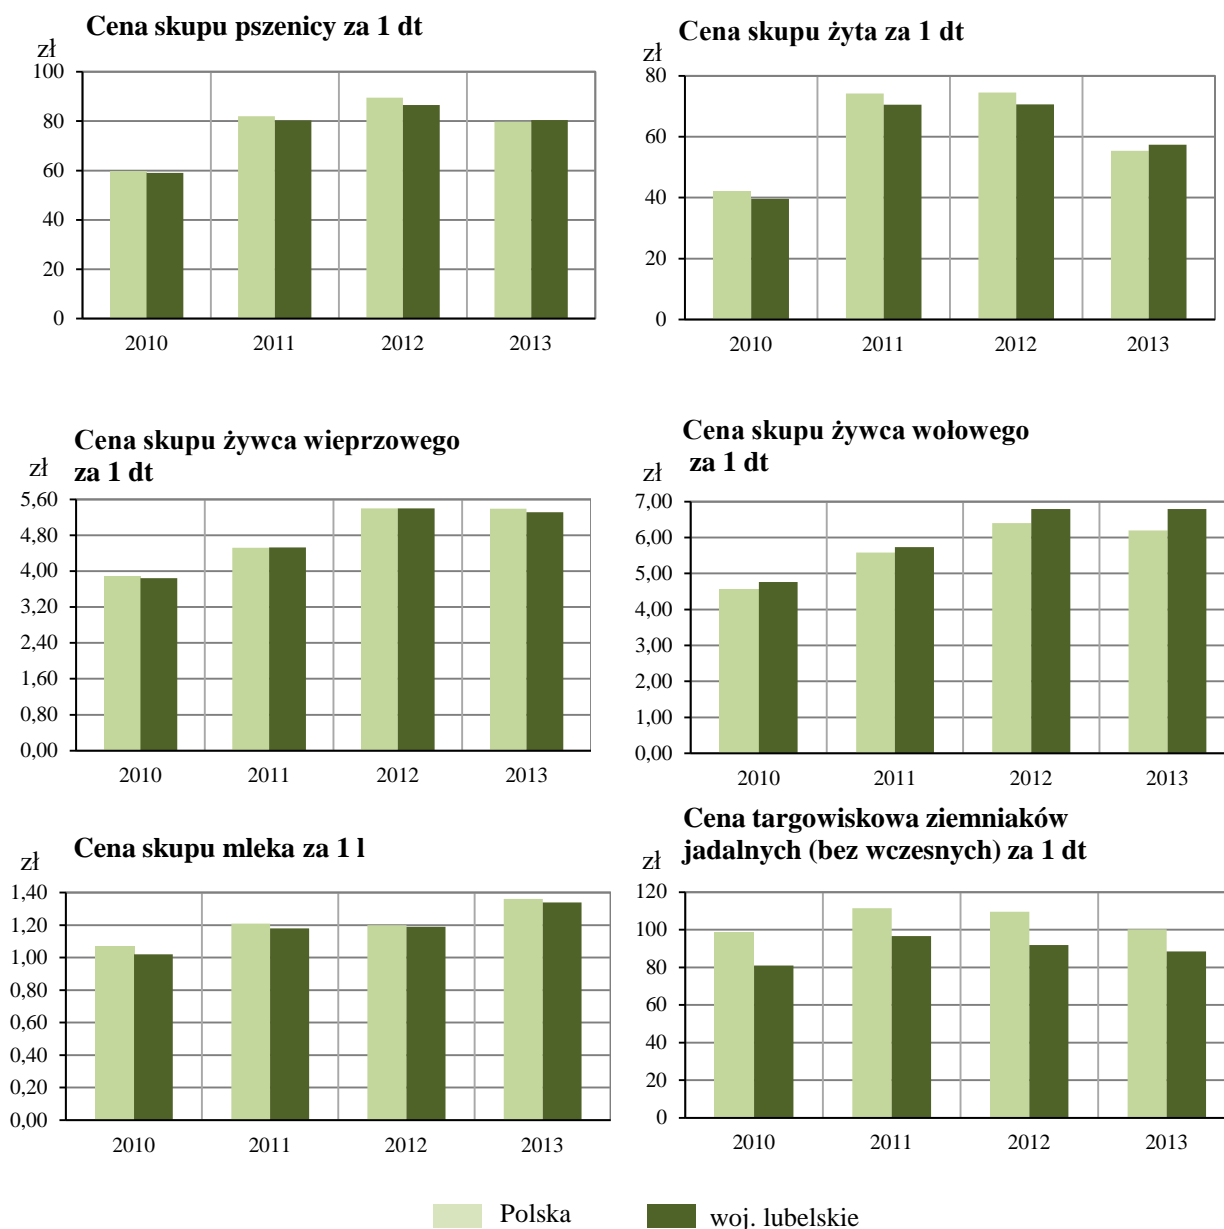 Cena skupu pszenicy za 1 dt
zł
100
80
60
40
20
0
2010 2011 2012 2013
Cena skupu żyta za 1 dt
zł
80
60
40
20
0
2010 2011 2012 2013
Cena skupu żywca wieprzowego
za 1 dt
zł
5,60
4,80
4,00
3,20
2,40
1,60
0,80
0,00
2010 2011 2012 2013
Cena skupu żywca wołowego
za 1 dt
zł
7,00
6,00
5,00
4,00
3,00
2,00
1,00
0,00
2010 2011 2012 2013
Cena skupu mleka za 1 l
zł
1,40
1,20
1,00
0,80
0,60
0,40
0,20
0,00
2010 2011 2012 2013
Cena targowiskowa ziemniaków
jadalnych (bez wczesnych) za 1 dt
zł
120
100
80
60
40
20
0
2010 2011 2012 2013
Polska woj. lubelskie